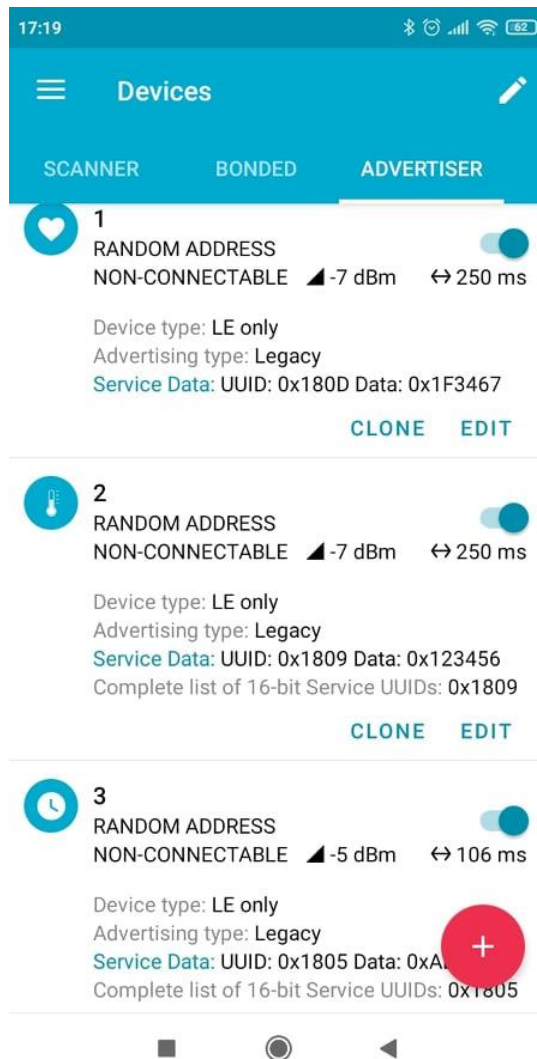 17:19 62
Devices
SCANNER BONDED ADVERTISER
1
RANDOM ADDRESS
NON-CONNECTABLE -7 dBm 250 ms
Device type: LE only
Advertising type: Legacy
Service Data: UUID: 0x180D Data: 0x1F3467
CLONE EDIT
2
RANDOM ADDRESS
NON-CONNECTABLE -7 dBm 250 ms
Device type: LE only
Advertising type: Legacy
Service Data: UUID: 0x1809 Data: 0x123456
Complete list of 16-bit Service UUIDs: 0x1809
CLONE EDIT
3
RANDOM ADDRESS
NON-CONNECTABLE -5 dBm 106 ms
Device type: LE only
Advertising type: Legacy
Service Data: UUID: 0x1805 Data:
Complete list of 16-bit Service UUIDs: 0x1805